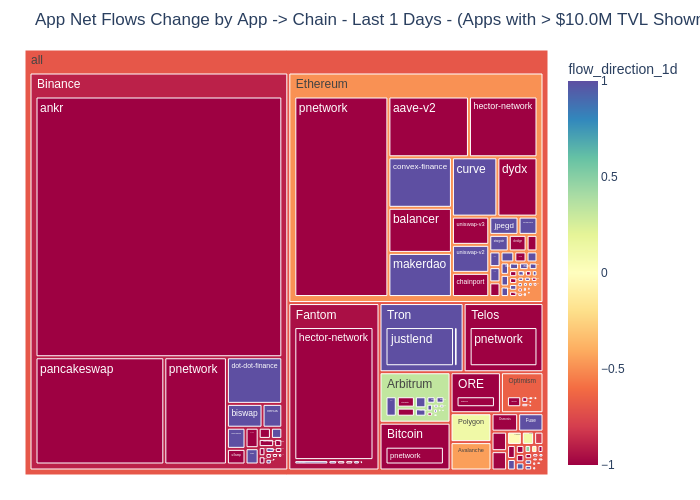 App Net Flows Change by App -> Chain - Last 1 Days - (Apps with > $10.0M TVL Shown
all
Binance
ankr
pancakeswap
pnetwork
dot-dot-finance
biswap
Ethereum
pnetwork
aave-v2
hector-network
convex-finance
curve
dydx
balancer
makerdao
uniswap-v3
uniswap-v2
chainport
jpegd
Fantom
hector-network
Tron
justlend
Telos
pnetwork
Arbitrum
ORE
Optimism
Bitcoin
pnetwork
Polygon
Avalanche
Fuse
flow_direction_1d
1
0.5
0
−0.5
−1